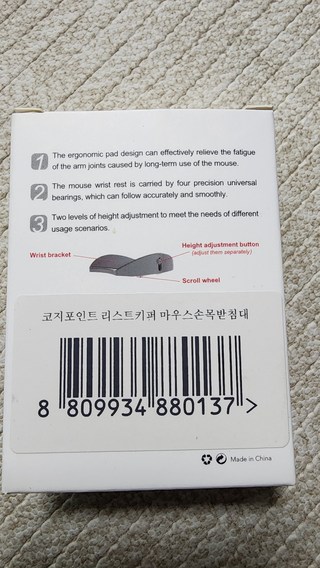 1 The ergonomic pad design can effectively relieve the fatigue
of the arm joints caused by long-term use of the mouse.
2 The mouse wrist rest is carried by four precision universal
bearings, which can follow accurately and smoothly.
3 Two levels of height adjustment to meet the needs of different
usage scenarios.
Wrist bracket
Height adjustment button
(adjust them separately)
Scroll wheel
코지포인트 리스트키퍼 마우스손목받침대
8 809934 880137 >
Made in China